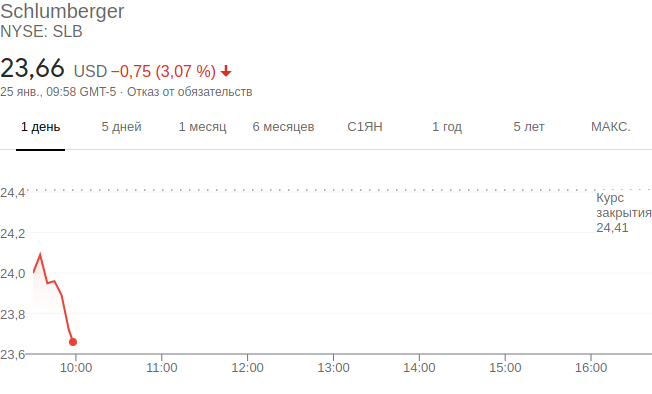 Schlumberger
NYSE: SLB
23,66 USD −0,75 (3,07 %)
25 янв., 09:58 GMT-5 · Отказ от обязательств
1 день 5 дней 1 месяц 6 месяцев С1ЯН 1 год 5 лет МАКС.
24,4
Курс
закрытия
24,41
24,2
24,0
23,8
23,6
10:00 11:00 12:00 13:00 14:00 15:00 16:00